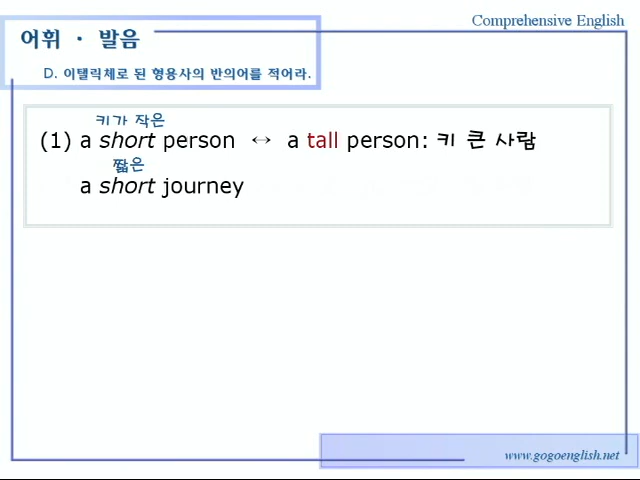 Comprehensive English
어휘 · 발음
D. 이탤릭체로 된 형용사의 반의어를 적어라.
키가 작은
(1) a short person ↔ a tall person: 키 큰 사람
짧은
a short journey
www.gogoenglish.net